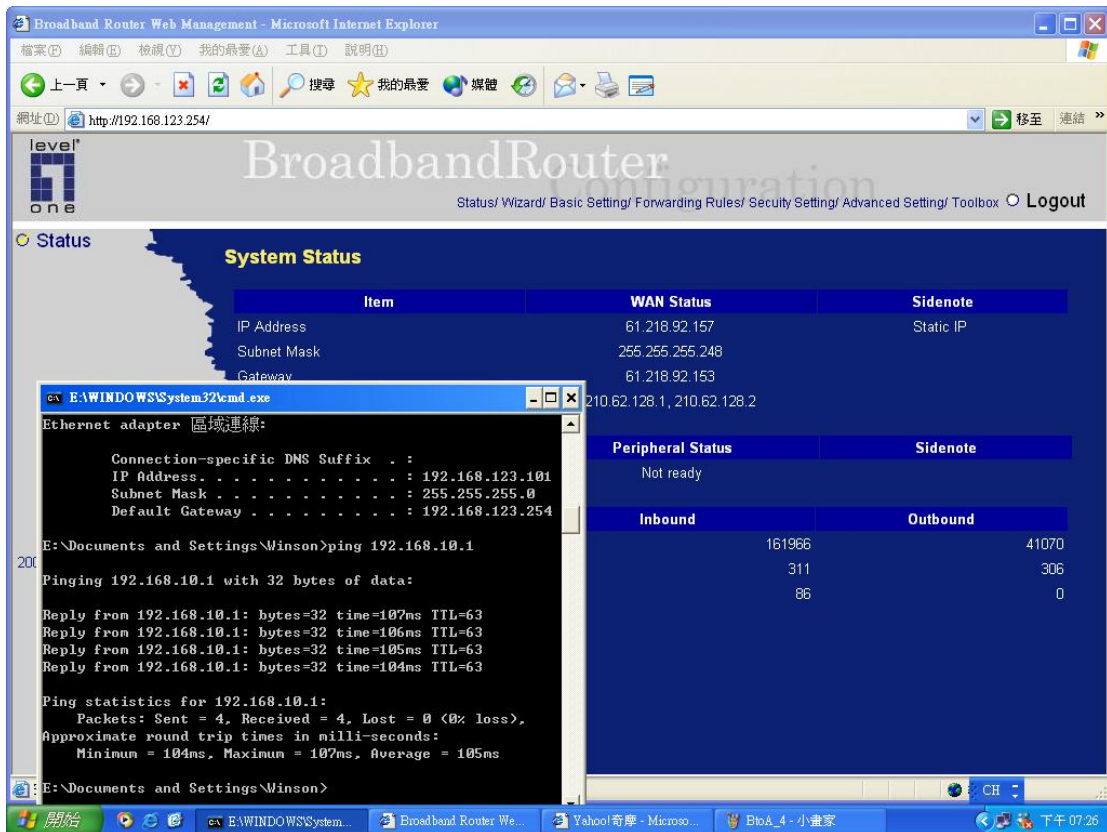 Broadband Router Web Management - Microsoft Internet Explorer
檔案(F) 編輯(E) 檢視(V) 我的最愛(A) 工具(T) 說明(H)
上一頁 搜尋 我的最愛 媒體
網址(D) http://192.168.123.254/ 移至 連結 »
level one
BroadbandRouter
Configuration
Status/ Wizard/ Basic Setting/ Forwarding Rules/ Secuity Setting/ Advanced Setting/ Toolbox Logout
Status
System Status
Item WAN Status Sidenote
IP Address 61.218.92.157 Static IP
Subnet Mask 255.255.255.248
Gateway 61.218.92.153
210.62.128.1, 210.62.128.2
Peripheral Status Sidenote
Not ready
Inbound Outbound
161966 41070
311 306
86 0
200
E:\WINDOWS\System32\cmd.exe
Ethernet adapter 區域連線:
Connection-specific DNS Suffix . :
IP Address. . . . . . . . . . . . : 192.168.123.101
Subnet Mask . . . . . . . . . . . : 255.255.255.0
Default Gateway . . . . . . . . . : 192.168.123.254
E:\Documents and Settings\Winson>ping 192.168.10.1
Pinging 192.168.10.1 with 32 bytes of data:
Reply from 192.168.10.1: bytes=32 time=107ms TTL=63
Reply from 192.168.10.1: bytes=32 time=106ms TTL=63
Reply from 192.168.10.1: bytes=32 time=105ms TTL=63
Reply from 192.168.10.1: bytes=32 time=104ms TTL=63
Ping statistics for 192.168.10.1:
Packets: Sent = 4, Received = 4, Lost = 0 (0% loss),
Approximate round trip times in milli-seconds:
Minimum = 104ms, Maximum = 107ms, Average = 105ms
E:\Documents and Settings\Winson>
CH
開始 E:\WINDOWS\System... Broadband Router We... Yahoo!奇摩 - Microso... BtoA_4 - 小畫家 下午 07:26